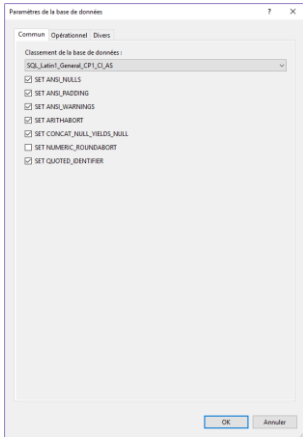 Paramètres de la base de données ? ×
Commun Opérationnel Divers
Classement de la base de données :
SQL_Latin1_General_CP1_CI_AS
SET ANSI_NULLS
SET ANSI_PADDING
SET ANSI_WARNINGS
SET ARITHABORT
SET CONCAT_NULL_YIELDS_NULL
SET NUMERIC_ROUNDABORT
SET QUOTED_IDENTIFIER
OK Annuler